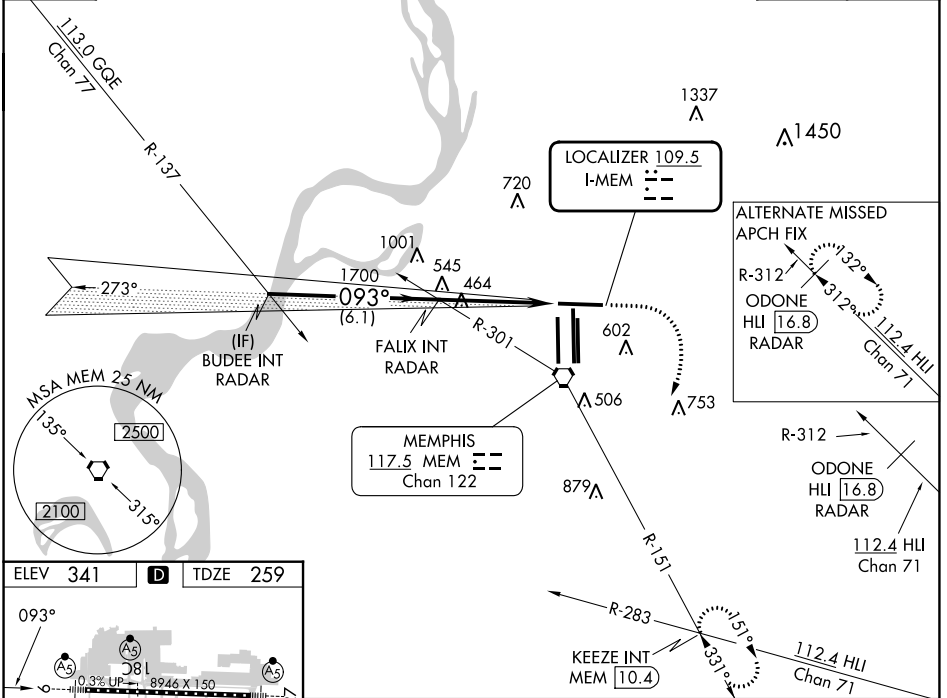 113.0 GQE
Chan 77
R-137
1337
1450
LOCALIZER 109.5
I-MEM
720
ALTERNATE MISSED
APCH FIX
R-312
132°
312°
ODONE
HLI 16.8
RADAR
112.4 HLI
Chan 71
1001
545
464
1700
273°
093°
(6.1)
R-301
(IF)
BUDEE INT
RADAR
FALIX INT
RADAR
602
506
753
MSA MEM 25 NM
135°
2500
2100
315°
MEMPHIS
117.5 MEM
Chan 122
879
R-312
ODONE
HLI 16.8
RADAR
112.4 HLI
Chan 71
R-151
R-283
151°
331°
KEEZE INT
MEM 10.4
112.4 HLI
Chan 71
ELEV 341 D TDZE 259
093°
A5
A5
A5
18C
9
0.3% UP
8946 X 150